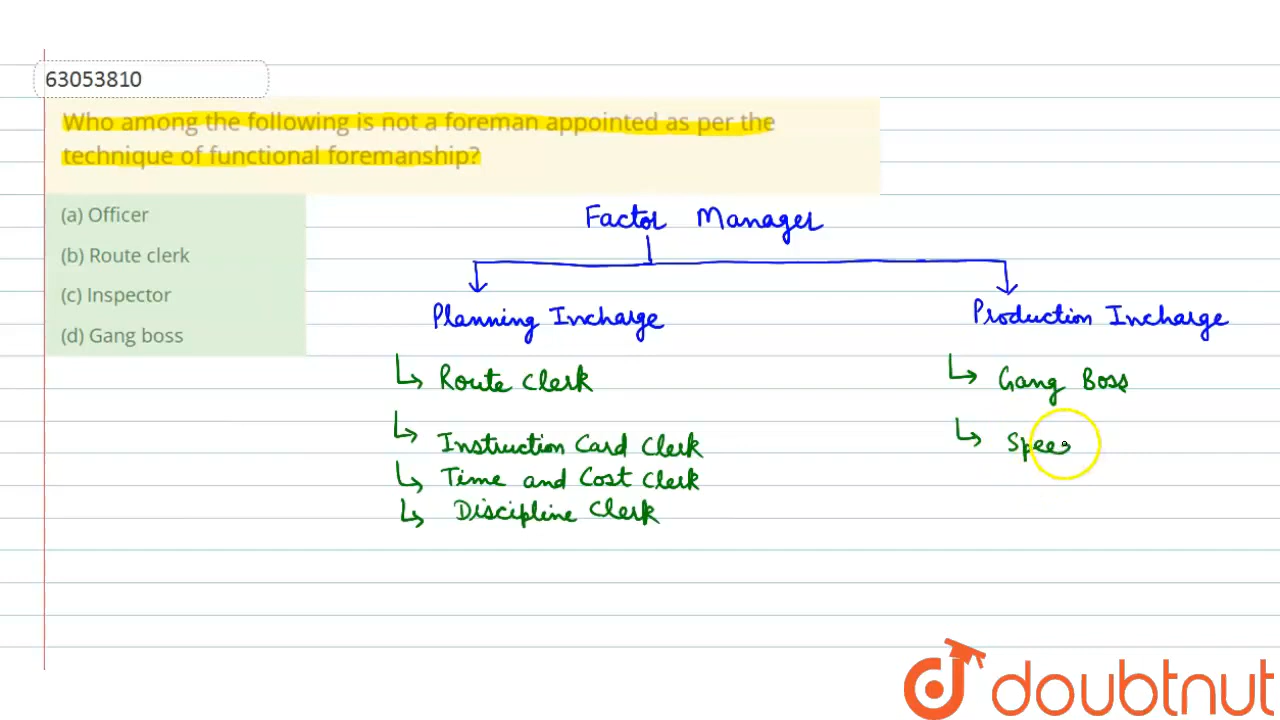 63053810
Who among the following is not a foreman appointed as per the
technique of functional foremanship?
(a) Officer
(b) Route clerk
(c) Inspector
(d) Gang boss
Factor Manager
Planning Incharge
Production Incharge
Route Clerk
Gang Boss
Instruction Card Clerk
Spee
Time and Cost Clerk
Discipline Clerk
doubtnut